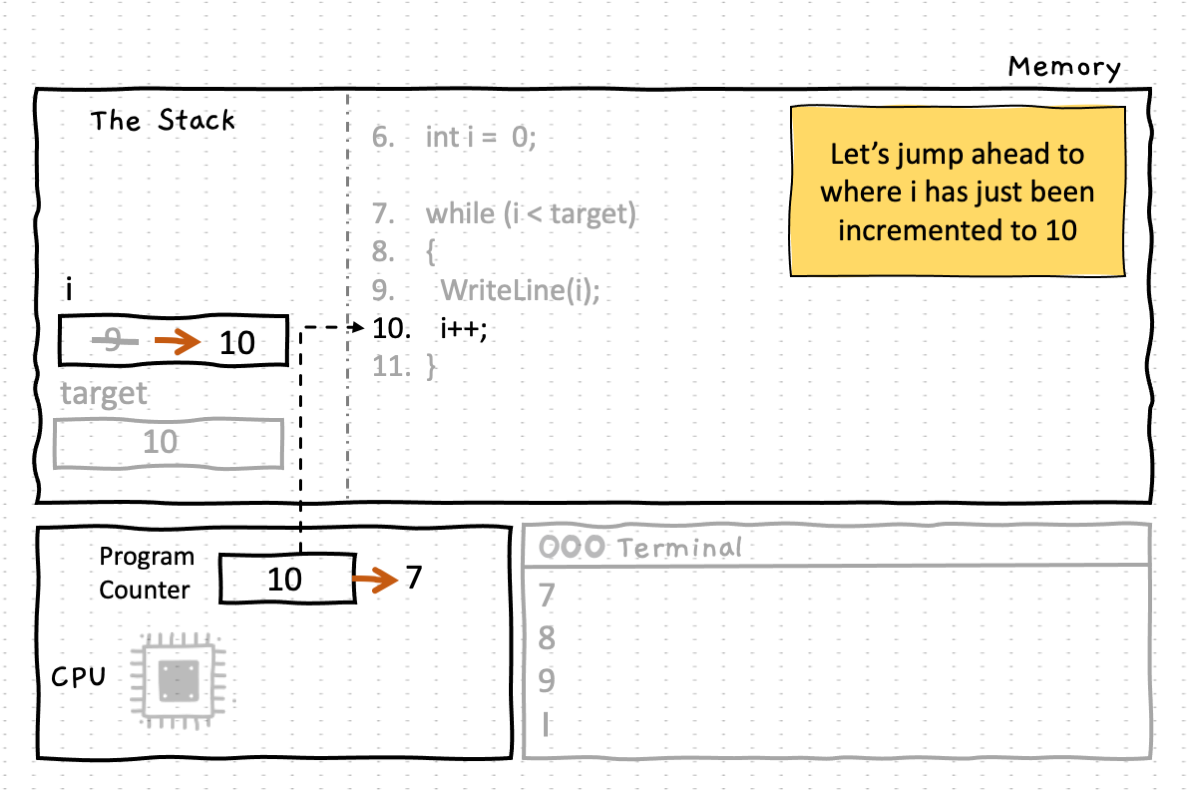 Memory
The Stack
6. int i = 0;
7. while (i < target)
8. {
9. WriteLine(i);
10. i++;
11. }
Let's jump ahead to
where i has just been
incremented to 10
i
9 10
target
10
Program
Counter
10 7
CPU
Terminal
7
8
9